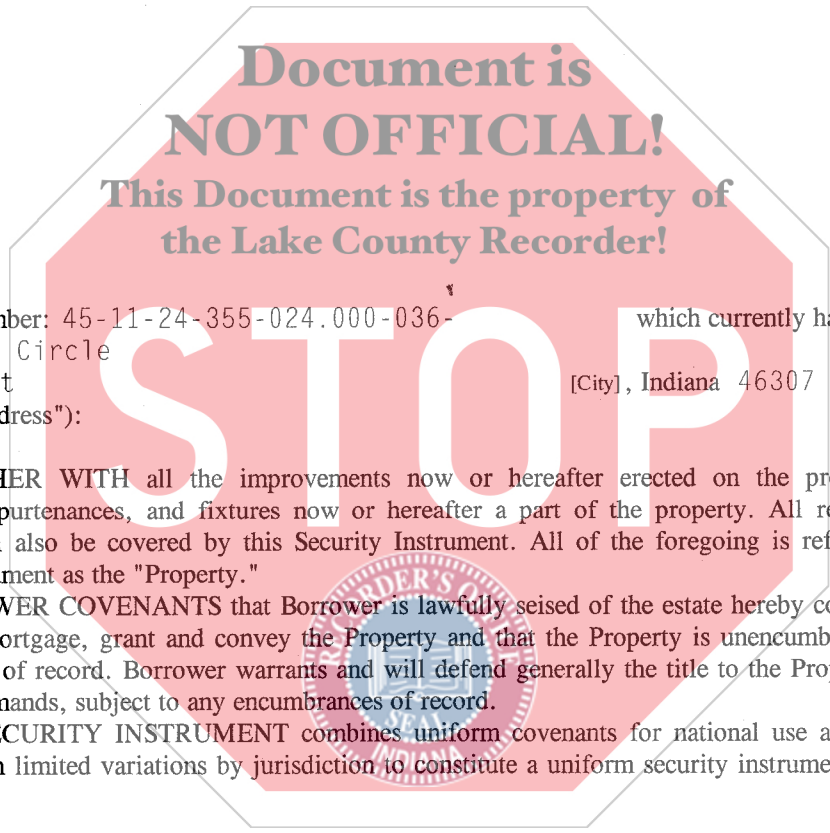 Document is
NOT OFFICIAL!
This Document is the property of
the Lake County Recorder!
STOP
nber: 45-11-24-355-024.000-036- which currently ha
Circle
t [City], Indiana 46307
dress"):
HER WITH all the improvements now or hereafter erected on the pro
purtenances, and fixtures now or hereafter a part of the property. All re
also be covered by this Security Instrument. All of the foregoing is ref
ment as the "Property."
WER COVENANTS that Borrower is lawfully seised of the estate hereby co
ortgage, grant and convey the Property and that the Property is unencumb
of record. Borrower warrants and will defend generally the title to the Prop
mands, subject to any encumbrances of record.
ECURITY INSTRUMENT combines uniform covenants for national use a
limited variations by jurisdiction to constitute a uniform security instrume
RECORDER'S OFFICE
SEAL
INDIANA